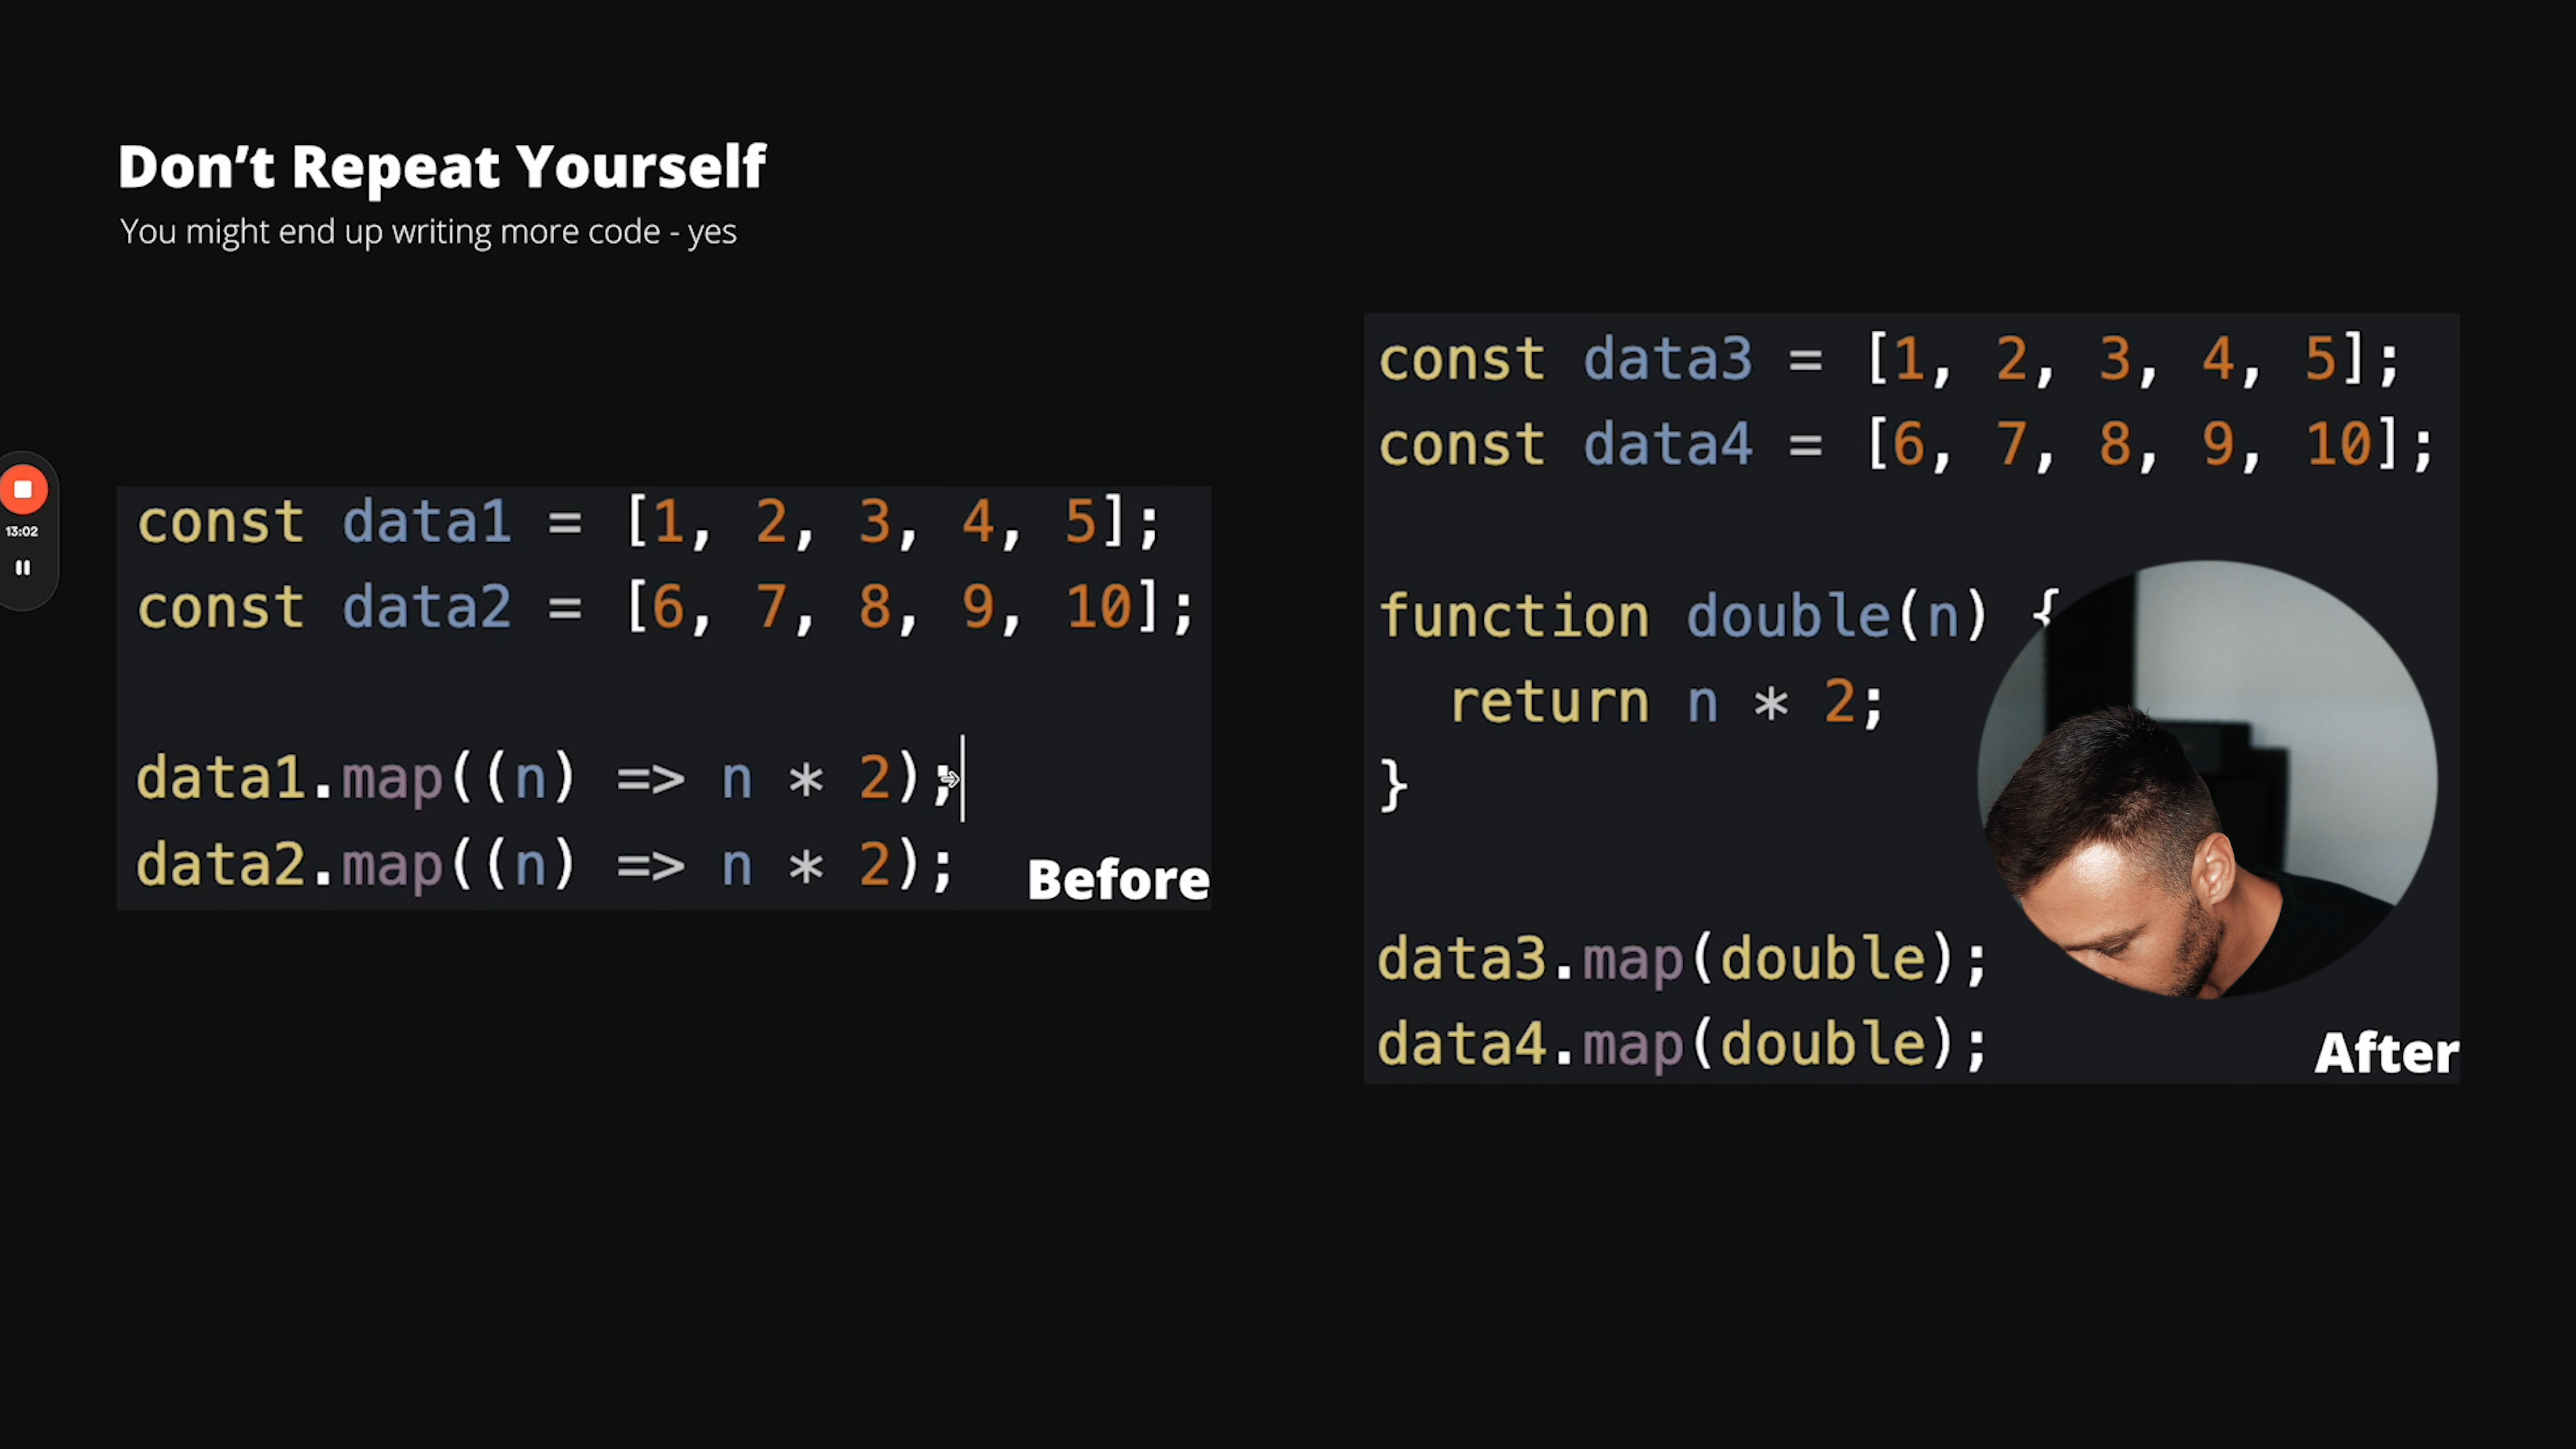 Don’t Repeat Yourself
You might end up writing more code - yes
13:02
const data1 = [1, 2, 3, 4, 5];
const data2 = [6, 7, 8, 9, 10];
data1.map((n) => n * 2);
data2.map((n) => n * 2);
Before
const data3 = [1, 2, 3, 4, 5];
const data4 = [6, 7, 8, 9, 10];
function double(n) {
return n * 2;
}
data3.map(double);
data4.map(double);
After